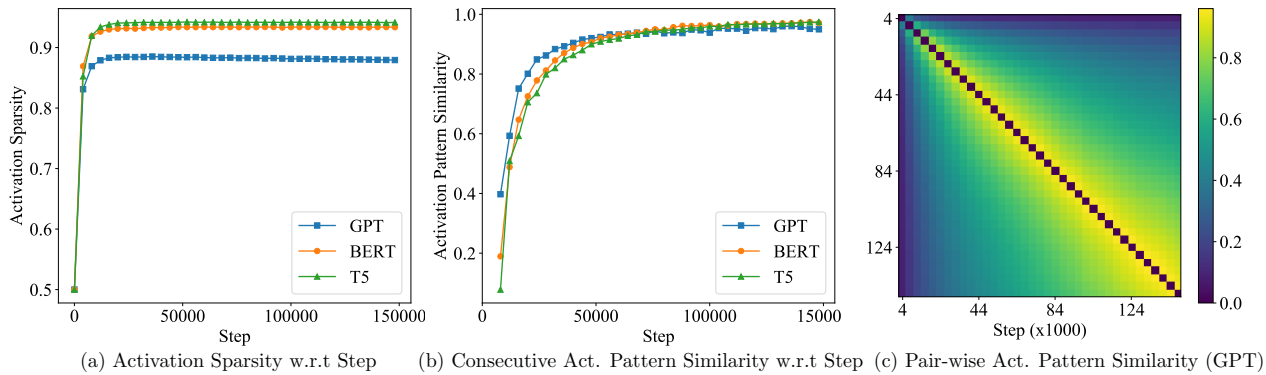 Activation Sparsity
0.9
0.8
0.7
0.6
0.5
0
50000
100000
150000
Step
GPT
BERT
T5
(a) Activation Sparsity w.r.t Step
Activation Pattern Similarity
1.0
0.8
0.6
0.4
0.2
0
50000
100000
15000
Step
GPT
BERT
T5
(b) Consecutive Act. Pattern Similarity w.r.t Step
4
44
84
124
4
44
84
124
Step (x1000)
0.8
0.6
0.4
0.2
0.0
(c) Pair-wise Act. Pattern Similarity (GPT)